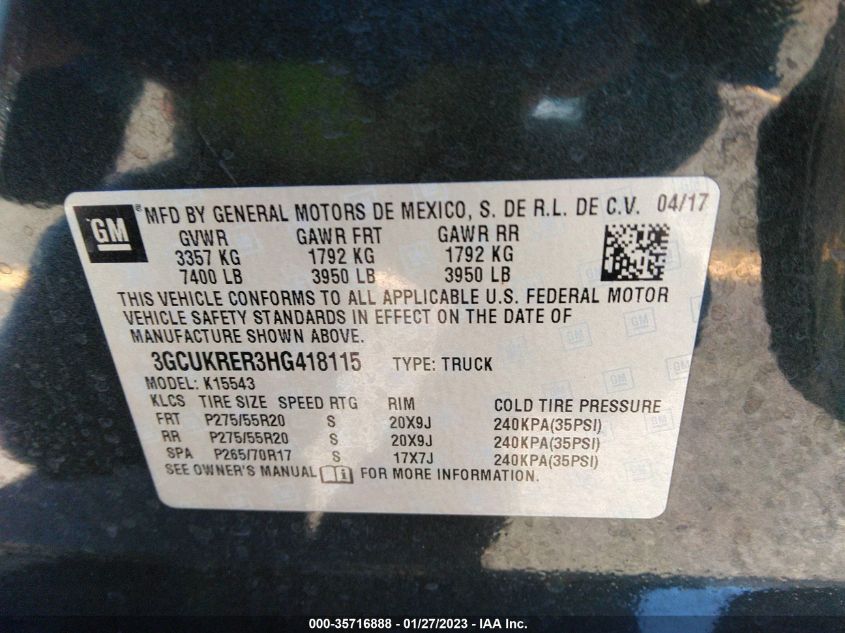 GM ® MFD BY GENERAL MOTORS DE MEXICO, S. DE R.L. DE C.V. 04/17
GVWR GAWR FRT GAWR RR
3357 KG 1792 KG 1792 KG
7400 LB 3950 LB 3950 LB
THIS VEHICLE CONFORMS TO ALL APPLICABLE U.S. FEDERAL MOTOR
VEHICLE SAFETY STANDARDS IN EFFECT ON THE DATE OF
MANUFACTURE SHOWN ABOVE.
3GCUKRER3HG418115 TYPE: TRUCK
MODEL: K15543
KLCS TIRE SIZE SPEED RTG RIM COLD TIRE PRESSURE
FRT P275/55R20 S 20X9J 240KPA(35PSI)
RR P275/55R20 S 20X9J 240KPA(35PSI)
SPA P265/70R17 S 17X7J 240KPA(35PSI)
SEE OWNER'S MANUAL FOR MORE INFORMATION.
000-35716888 — 01/27/2023 — IAA Inc.